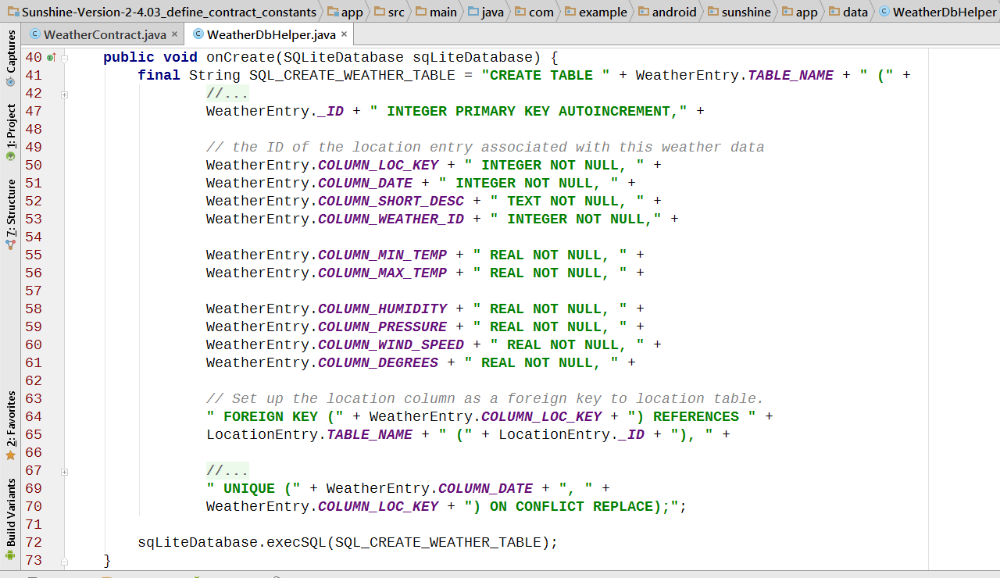 Sunshine-Version-2-4.03_define_contract_constants app src main java com example android sunshine app data WeatherDbHelper
WeatherContract.java × WeatherDbHelper.java ×
Captures
1: Project
7: Structure
2: Favorites
Build Variants
40 public void onCreate(SQLiteDatabase sqLiteDatabase) {
41 final String SQL_CREATE_WEATHER_TABLE = "CREATE TABLE " + WeatherEntry.TABLE_NAME + " (" +
42 //...
47 WeatherEntry._ID + " INTEGER PRIMARY KEY AUTOINCREMENT," +
48
49 // the ID of the location entry associated with this weather data
50 WeatherEntry.COLUMN_LOC_KEY + " INTEGER NOT NULL, " +
51 WeatherEntry.COLUMN_DATE + " INTEGER NOT NULL, " +
52 WeatherEntry.COLUMN_SHORT_DESC + " TEXT NOT NULL, " +
53 WeatherEntry.COLUMN_WEATHER_ID + " INTEGER NOT NULL," +
54
55 WeatherEntry.COLUMN_MIN_TEMP + " REAL NOT NULL, " +
56 WeatherEntry.COLUMN_MAX_TEMP + " REAL NOT NULL, " +
57
58 WeatherEntry.COLUMN_HUMIDITY + " REAL NOT NULL, " +
59 WeatherEntry.COLUMN_PRESSURE + " REAL NOT NULL, " +
60 WeatherEntry.COLUMN_WIND_SPEED + " REAL NOT NULL, " +
61 WeatherEntry.COLUMN_DEGREES + " REAL NOT NULL, " +
62
63 // Set up the location column as a foreign key to location table.
64 " FOREIGN KEY (" + WeatherEntry.COLUMN_LOC_KEY + ") REFERENCES " +
65 LocationEntry.TABLE_NAME + " (" + LocationEntry._ID + "), " +
66
67 //...
69 " UNIQUE (" + WeatherEntry.COLUMN_DATE + ", " +
70 WeatherEntry.COLUMN_LOC_KEY + ") ON CONFLICT REPLACE);";
71
72 sqLiteDatabase.execSQL(SQL_CREATE_WEATHER_TABLE);
73 }